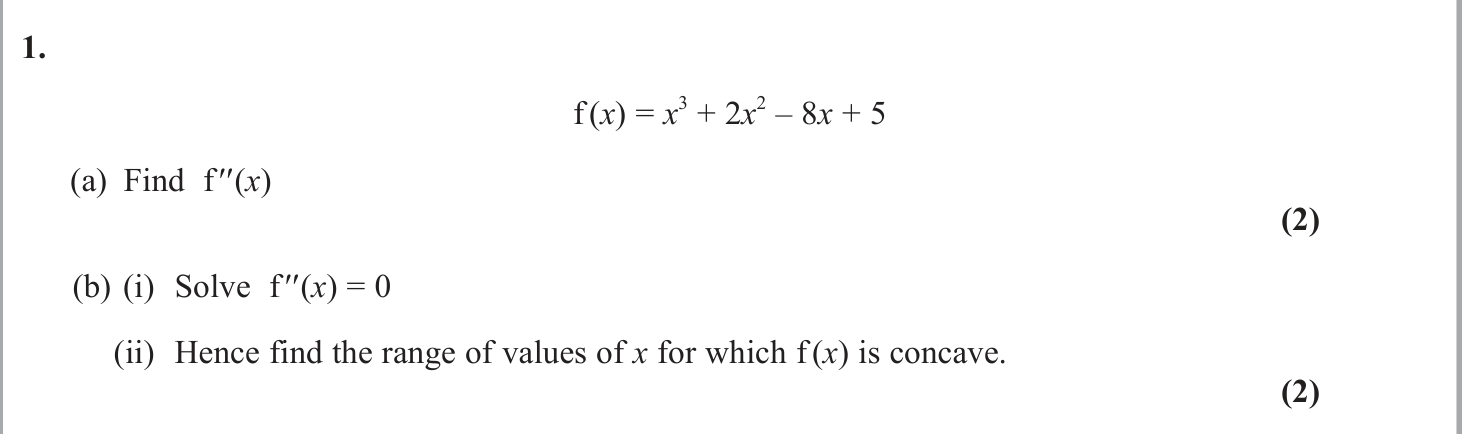 1.
f(x) = x³ + 2x² – 8x + 5
(a) Find f″(x)
(2)
(b) (i) Solve f″(x) = 0
(ii) Hence find the range of values of x for which f(x) is concave.
(2)